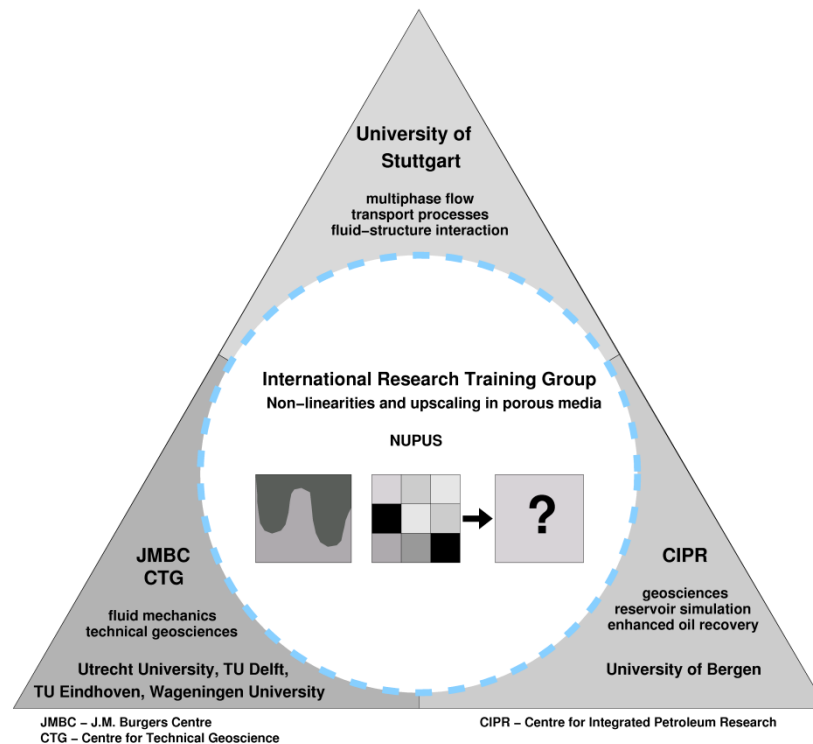 University of
Stuttgart
multiphase flow
transport processes
fluid−structure interaction
International Research Training Group
Non−linearities and upscaling in porous media
NUPUS
?
JMBC
CTG
fluid mechanics
technical geosciences
Utrecht University, TU Delft,
TU Eindhoven, Wageningen University
CIPR
geosciences
reservoir simulation
enhanced oil recovery
University of Bergen
JMBC − J.M. Burgers Centre
CTG − Centre for Technical Geoscience
CIPR − Centre for Integrated Petroleum Research